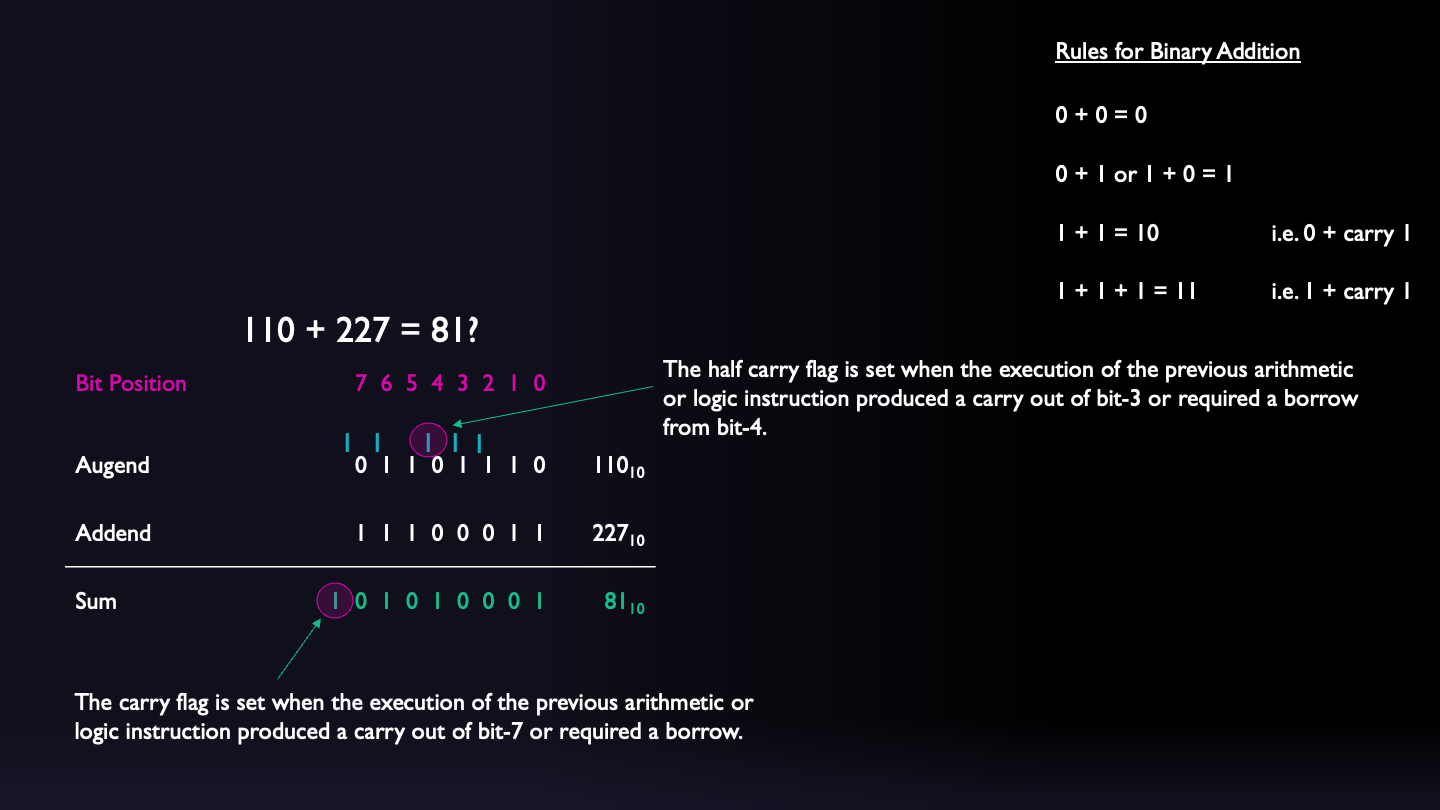 Rules for Binary Addition
0 + 0 = 0
0 + 1 or 1 + 0 = 1
1 + 1 = 10 i.e. 0 + carry 1
1 + 1 + 1 = 11 i.e. 1 + carry 1
110 + 227 = 81?
Bit Position 7 6 5 4 3 2 1 0
The half carry flag is set when the execution of the previous arithmetic
or logic instruction produced a carry out of bit-3 or required a borrow
from bit-4.
1 1 1 1 1
Augend 0 1 1 0 1 1 1 0 110₁₀
Addend 1 1 1 0 0 0 1 1 227₁₀
Sum 1 0 1 0 1 0 0 0 1 81₁₀
The carry flag is set when the execution of the previous arithmetic or
logic instruction produced a carry out of bit-7 or required a borrow.